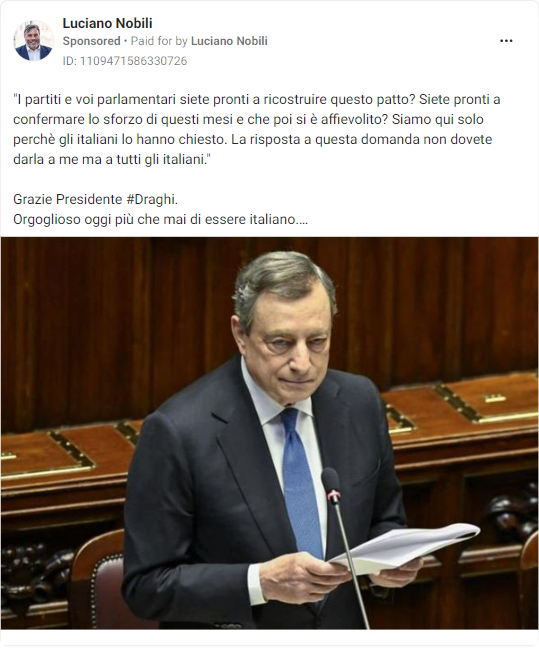 Luciano Nobili
Sponsored • Paid for by Luciano Nobili
ID: 1109471586330726
"I partiti e voi parlamentari siete pronti a ricostruire questo patto? Siete pronti a
confermare lo sforzo di questi mesi e che poi si è affievolito? Siamo qui solo
perchè gli italiani lo hanno chiesto. La risposta a questa domanda non dovete
darla a me ma a tutti gli italiani."
Grazie Presidente #Draghi.
Orgoglioso oggi più che mai di essere italiano....